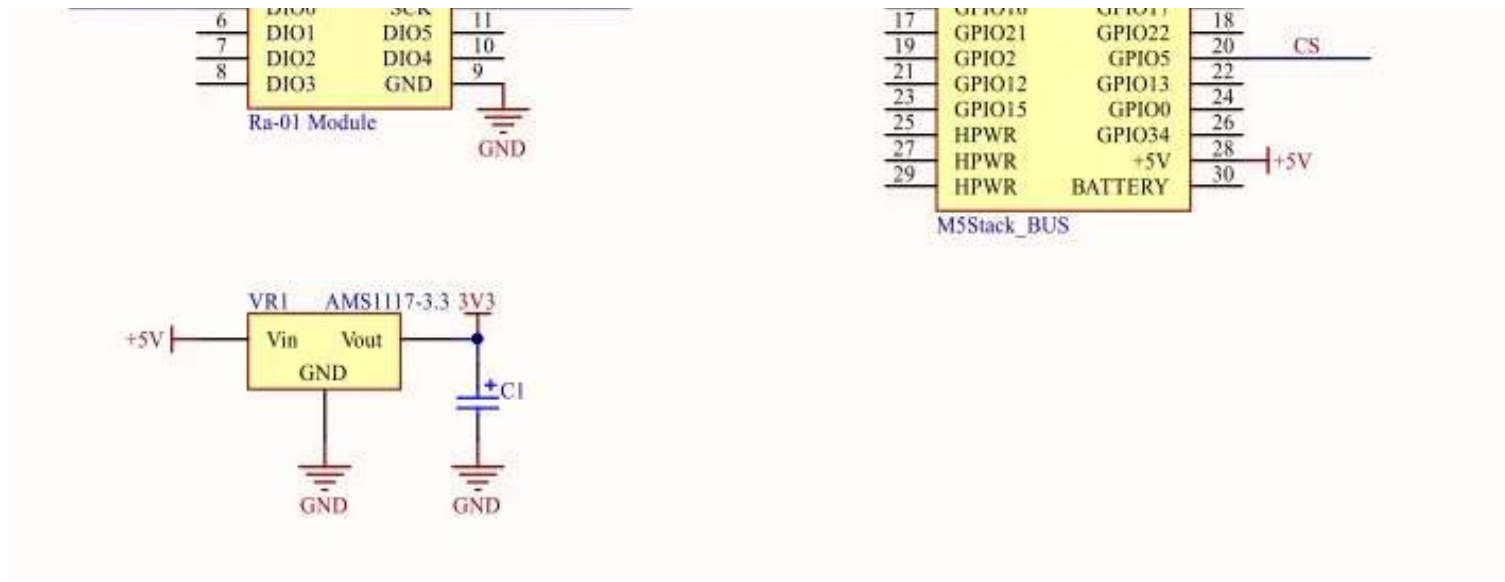 6 DIO1 DIO5 11
7 DIO2 DIO4 10
8 DIO3 GND 9
Ra-01 Module
GND
17 GPIO21 GPIO22 18
19 GPIO2 GPIO5 20 CS
21 GPIO12 GPIO13 22
23 GPIO15 GPIO0 24
25 HPWR GPIO34 26
27 HPWR +5V 28 +5V
29 HPWR BATTERY 30
M5Stack_BUS
VR1 AMS1117-3.3 3V3
+5V Vin Vout
GND
+C1
GND GND